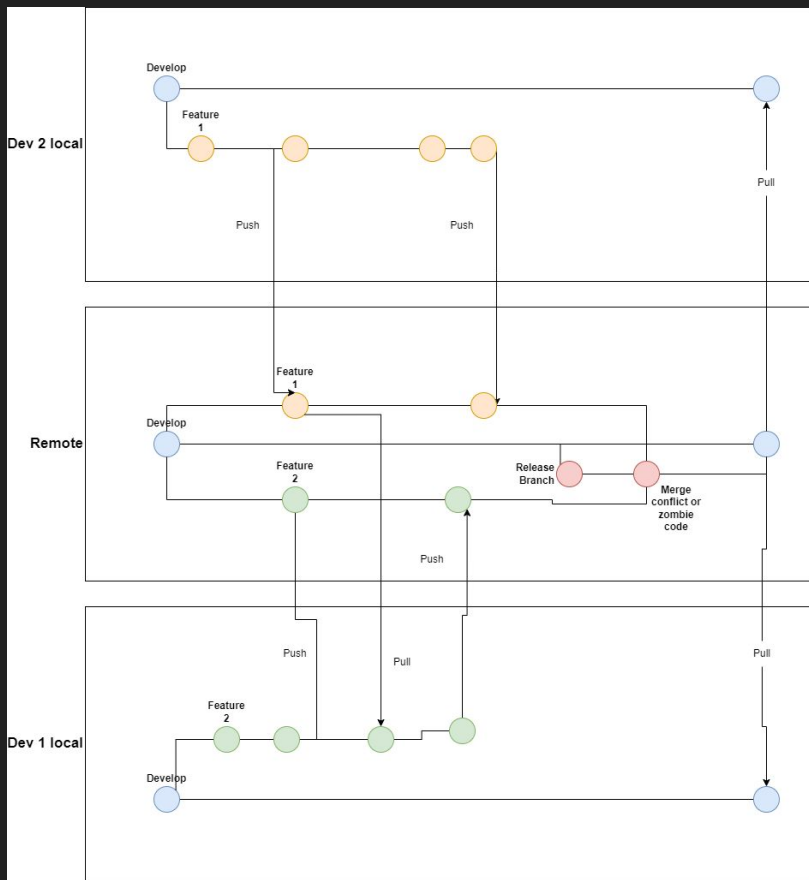 Develop
Feature
1
Dev 2 local
Push
Push
Pull
Feature
1
Develop
Remote
Feature
2
Release
Branch
Merge
conflict or
zombie
code
Push
Push
Pull
Pull
Feature
2
Dev 1 local
Develop